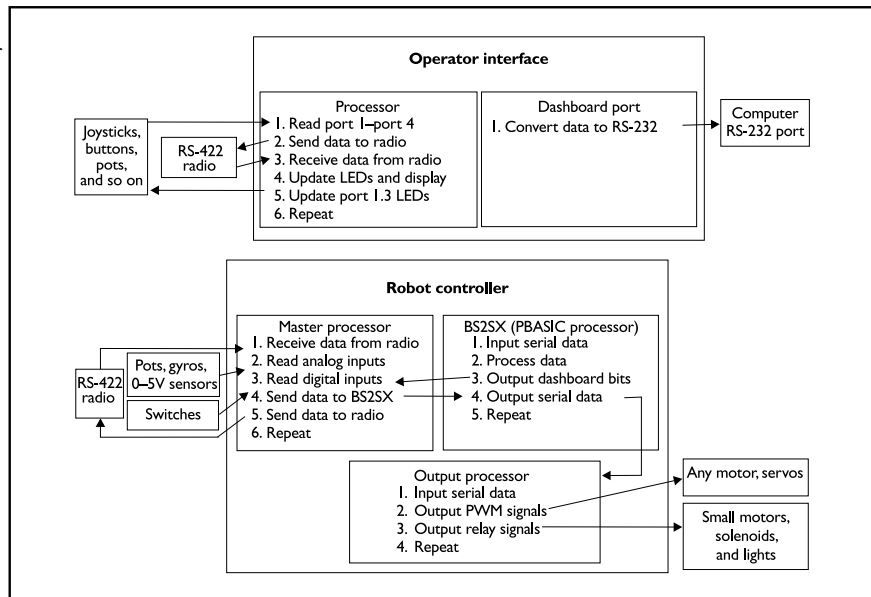 Operator interface
Joysticks,
buttons,
pots,
and so on
RS-422
radio
Processor
1. Read port 1–port 4
2. Send data to radio
3. Receive data from radio
4. Update LEDs and display
5. Update port 1.3 LEDs
6. Repeat
Dashboard port
1. Convert data to RS-232
Computer
RS-232 port
Robot controller
RS-422
radio
Pots, gyros,
0–5V sensors
Switches
Master processor
1. Receive data from radio
2. Read analog inputs
3. Read digital inputs
4. Send data to BS2SX
5. Send data to radio
6. Repeat
BS2SX (PBASIC processor)
1. Input serial data
2. Process data
3. Output dashboard bits
4. Output serial data
5. Repeat
Output processor
1. Input serial data
2. Output PWM signals
3. Output relay signals
4. Repeat
Any motor, servos
Small motors,
solenoids,
and lights